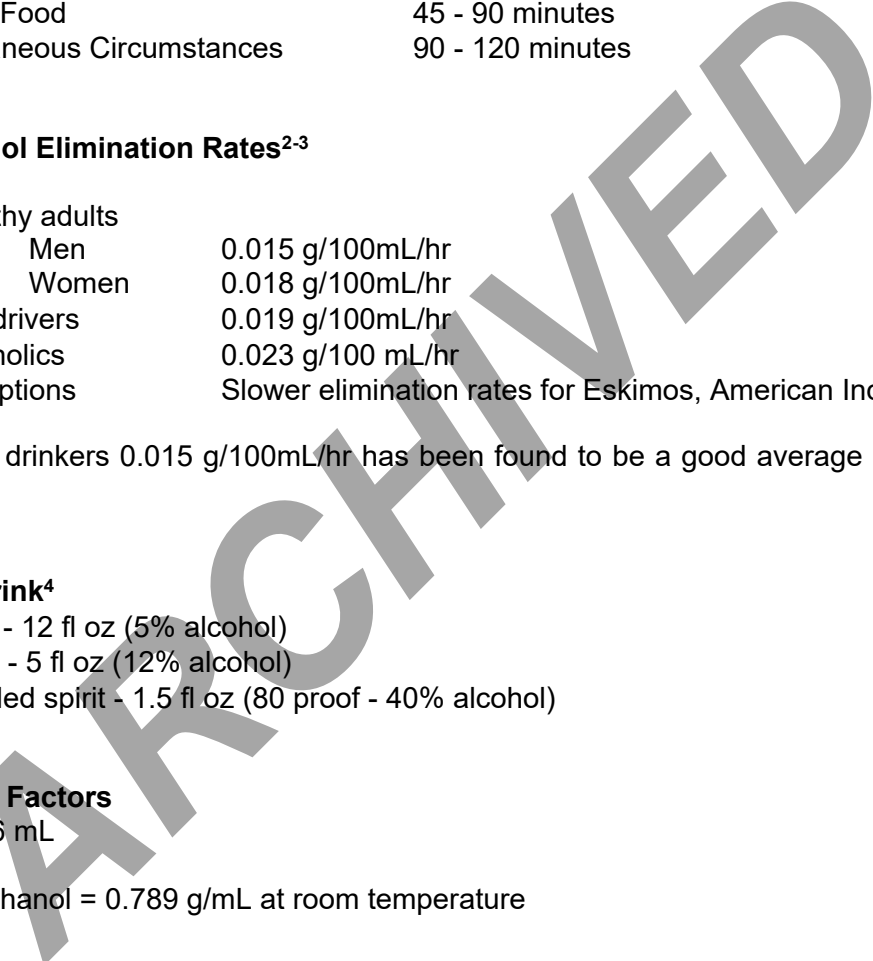 Food 45 - 90 minutes
neous Circumstances 90 - 120 minutes
ol Elimination Rates2-3
thy adults
Men 0.015 g/100mL/hr
Women 0.018 g/100mL/hr
drivers 0.019 g/100mL/hr
holics 0.023 g/100 mL/hr
ptions Slower elimination rates for Eskimos, American Ind
drinkers 0.015 g/100mL/hr has been found to be a good average
rink4
- 12 fl oz (5% alcohol)
- 5 fl oz (12% alcohol)
led spirit - 1.5 fl oz (80 proof - 40% alcohol)
Factors
6 mL
hanol = 0.789 g/mL at room temperature
ARCHIVED